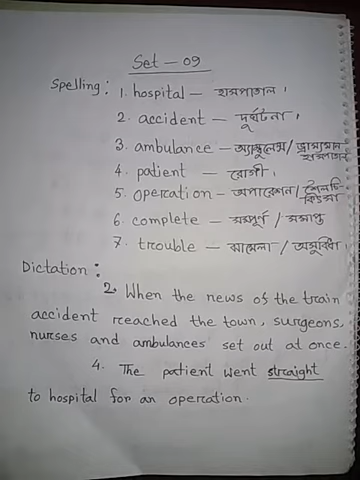 Set - 09
Spelling : 1. hospital - হাসপাতাল ।
2. accident - দূর্ঘটনা ।
3. ambulance - অ্যাম্বুলেন্স / ভ্রাম্যমান হাসপাতাল
4. patient - রোগী ।
5. operation - অপারেশন / শৈল্যচিকিৎসা
6. complete - সম্পূর্ণ / সমাপ্ত
7. trouble - ঝামেলা / অসুবিধা ।
Dictation :
2. When the news of the train
accident reached the town, surgeons,
nurses and ambulances set out at once.
4. The patient went straight
to hospital for an operation.